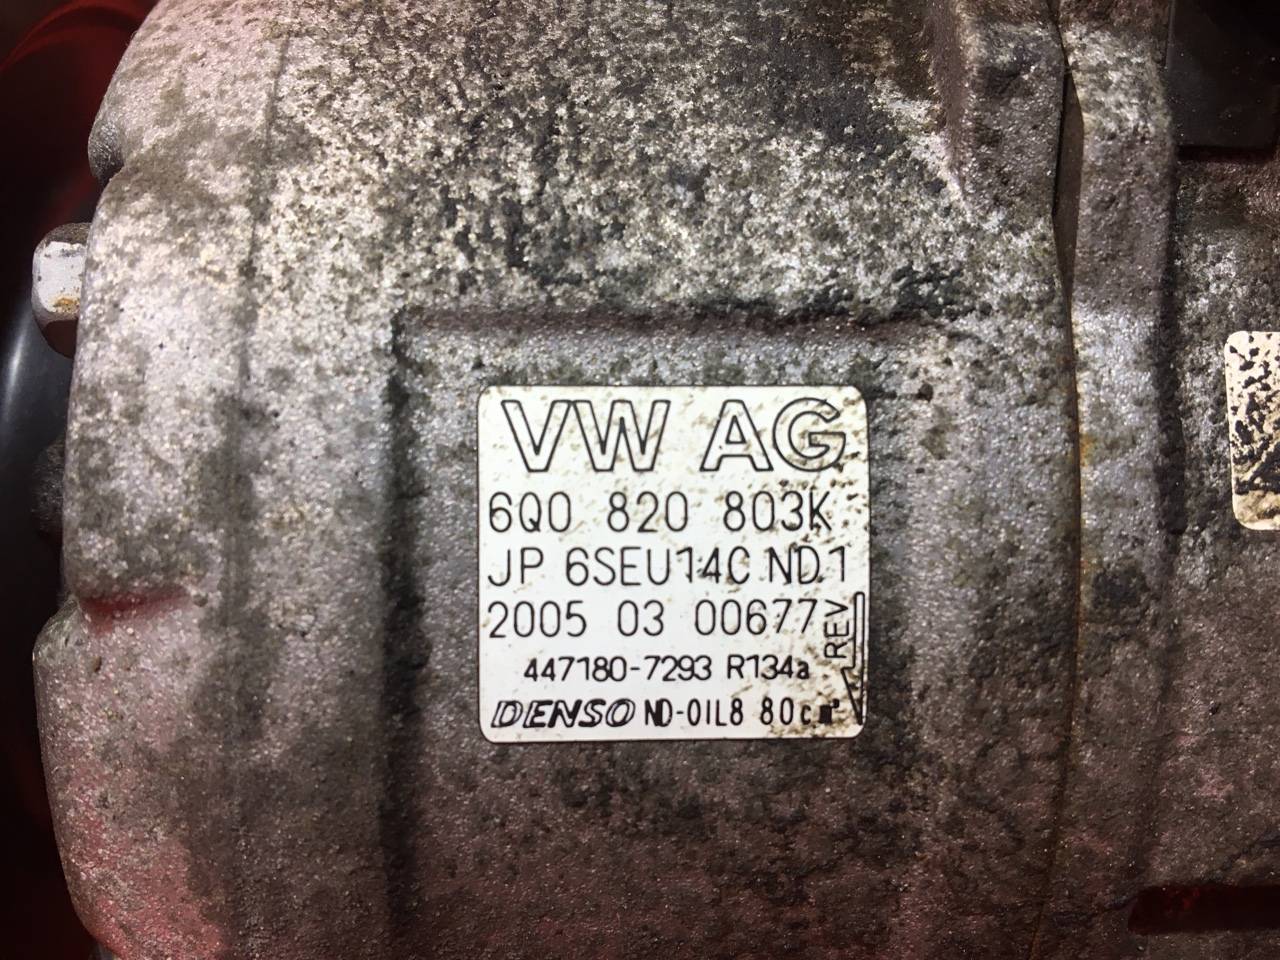 VW AG
6Q0 820 803K
JP 6SEU14C ND1
2005 03 00677
REV
447180-7293 R134a
DENSO ND-OIL8 80cm³